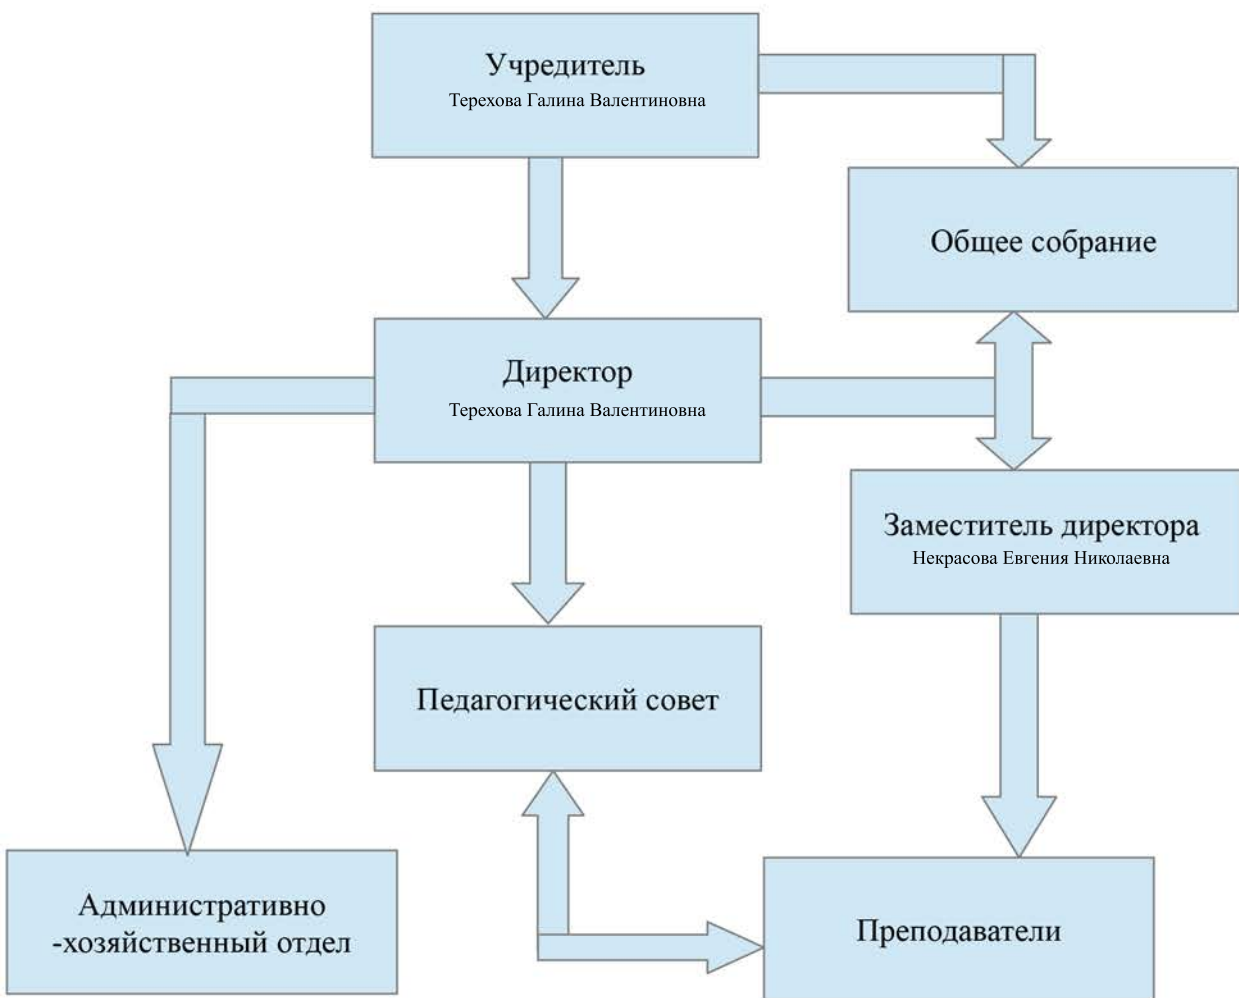 Учредитель
Терехова Галина Валентиновна
Общее собрание
Директор
Терехова Галина Валентиновна
Заместитель директора
Некрасова Евгения Николаевна
Педагогический совет
Административно
-хозяйственный отдел
Преподаватели